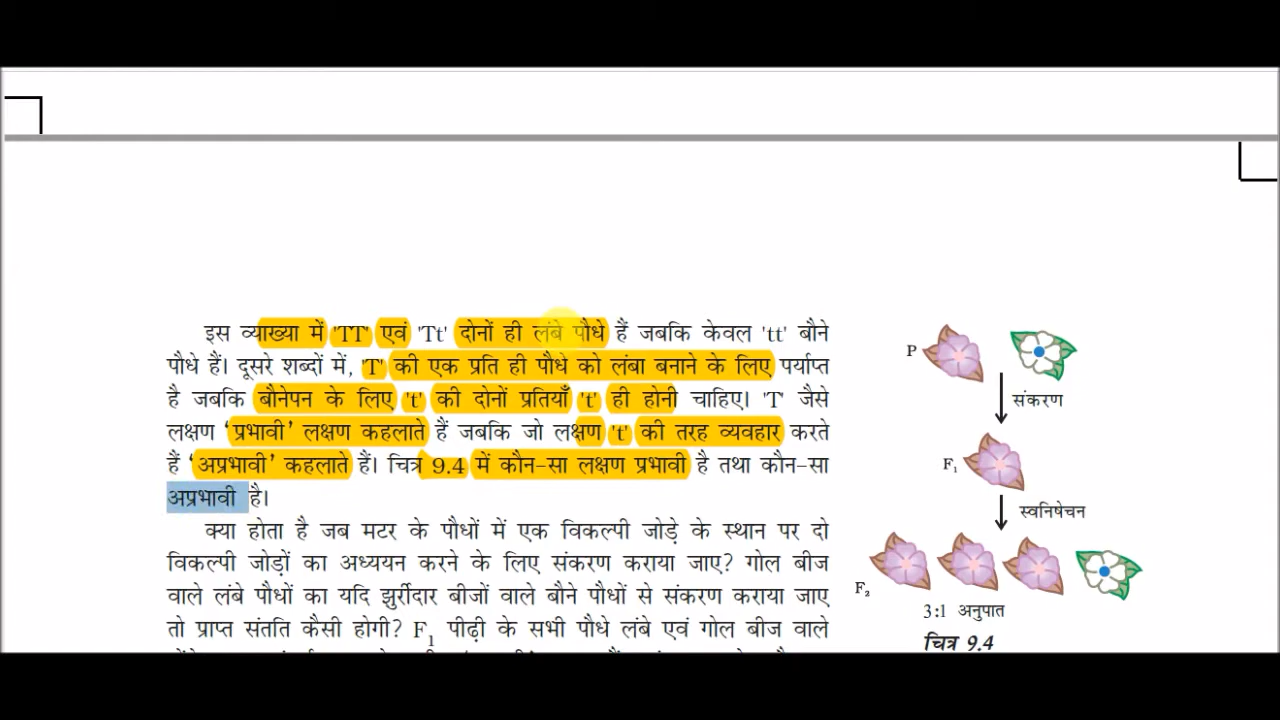 इस व्याख्या में 'TT' एवं 'Tt' दोनों ही लंबे पौधे हैं जबकि केवल 'tt' बौने
पौधे हैं। दूसरे शब्दों में, 'T' की एक प्रति ही पौधे को लंबा बनाने के लिए पर्याप्त
है जबकि बौनेपन के लिए 't' की दोनों प्रतियाँ 't' ही होनी चाहिए। 'T' जैसे
लक्षण 'प्रभावी' लक्षण कहलाते हैं जबकि जो लक्षण 't' की तरह व्यवहार करते
हैं 'अप्रभावी' कहलाते हैं। चित्र 9.4 में कौन-सा लक्षण प्रभावी है तथा कौन-सा
अप्रभावी है।
क्या होता है जब मटर के पौधों में एक विकल्पी जोड़े के स्थान पर दो
विकल्पी जोड़ों का अध्ययन करने के लिए संकरण कराया जाए? गोल बीज
वाले लंबे पौधों का यदि झुर्रीदार बीजों वाले बौने पौधों से संकरण कराया जाए
तो प्राप्त संतति कैसी होगी? F₁ पीढ़ी के सभी पौधे लंबे एवं गोल बीज वाले
P
संकरण
F₁
स्वनिषेचन
F₂
3:1 अनुपात
चित्र 9.4